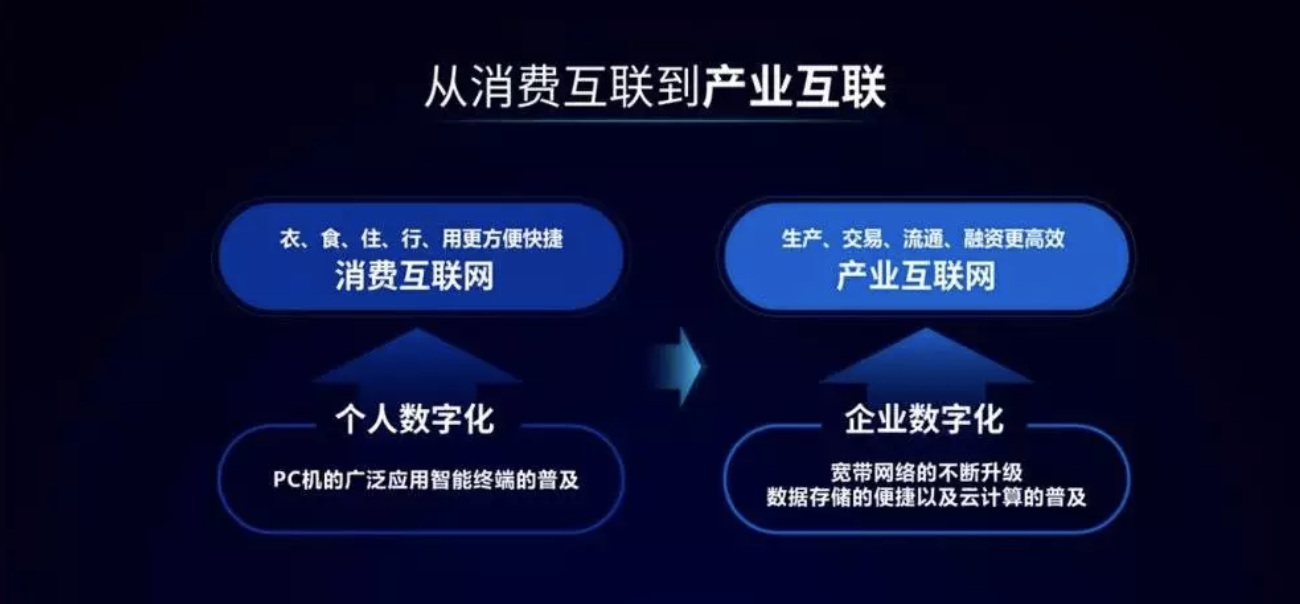 从消费互联到产业互联
衣、食、住、行、用更方便快捷
消费互联网
生产、交易、流通、融资更高效
产业互联网
个人数字化
PC机的广泛应用智能终端的普及
企业数字化
宽带网络的不断升级
数据存储的便捷以及云计算的普及